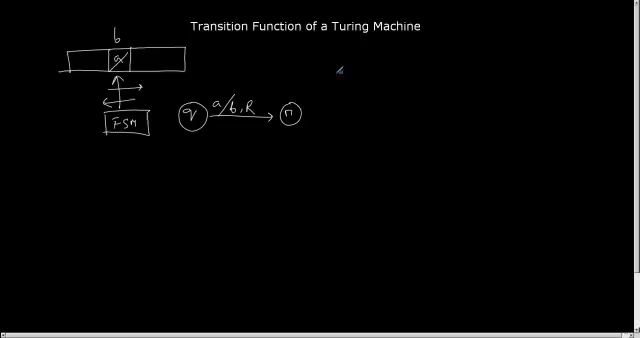 Transition Function of a Turing Machine
b
a
FSM
q a/b, R r